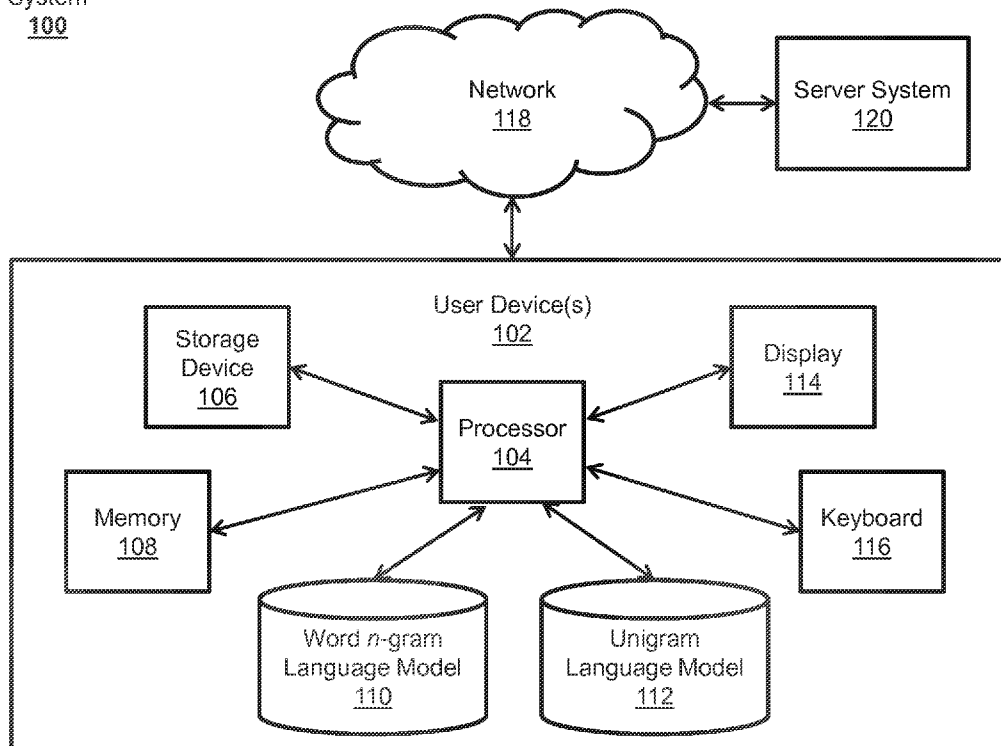 System
100
Network
118
Server System
120
User Device(s)
102
Storage
Device
106
Display
114
Processor
104
Memory
108
Keyboard
116
Word n-gram
Language Model
110
Unigram
Language Model
112